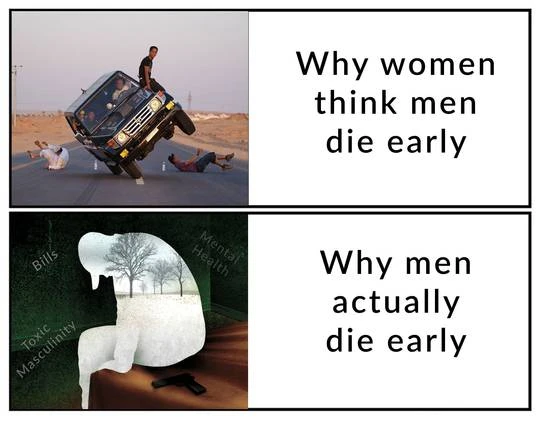 Why women
think men
die early
Bills
Mental
Health
Toxic
Masculinity
Why men
actually
die early